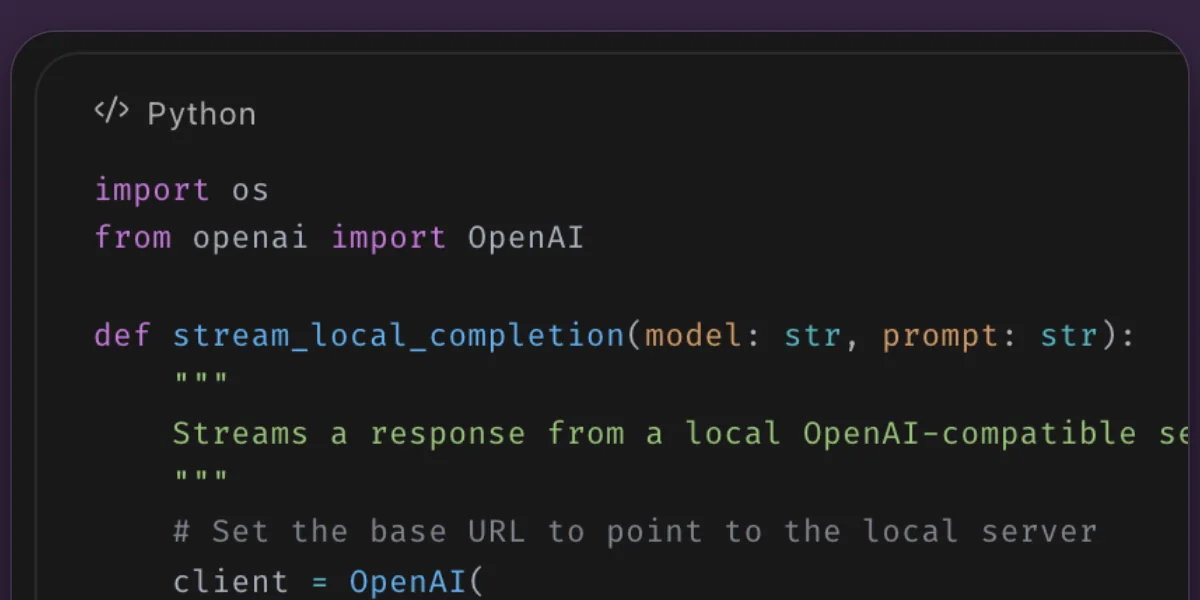 </> Python
import os
from openai import OpenAI
def stream_local_completion(model: str, prompt: str):
"""
Streams a response from a local OpenAI-compatible
"""
# Set the base URL to point to the local server
client = OpenAI(